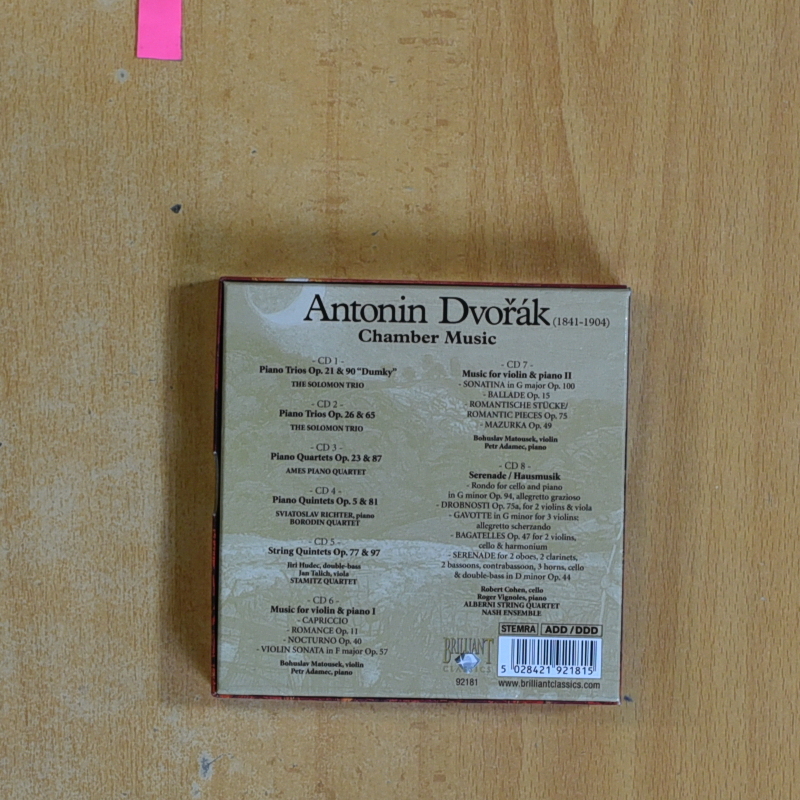 Antonin Dvořák (1841-1904)
Chamber Music
- CD 1 -
Piano Trios Op. 21 & 90 "Dumky"
THE SOLOMON TRIO
- CD 2 -
Piano Trios Op. 26 & 65
THE SOLOMON TRIO
- CD 3 -
Piano Quartets Op. 23 & 87
AMES PIANO QUARTET
- CD 4 -
Piano Quintets Op. 5 & 81
SVIATOSLAV RICHTER, piano
BORODIN QUARTET
- CD 5 -
String Quintets Op. 77 & 97
Jiri Hudec, double-bass
Jan Talich, viola
STAMITZ QUARTET
- CD 6 -
Music for violin & piano I
- CAPRICCIO
- ROMANCE Op. 11
- NOCTURNO Op. 40
- VIOLIN SONATA in F major Op. 57
Bohuslav Matousek, violin
Petr Adamec, piano
- CD 7 -
Music for violin & piano II
- SONATINA in G major Op. 100
- BALLADE Op. 15
- ROMANTISCHE STÜCKE/
ROMANTIC PIECES Op. 75
- MAZURKA Op. 49
Bohuslav Matousek, violin
Petr Adamec, piano
- CD 8 -
Serenade / Hausmusik
- Rondo for cello and piano
in G minor Op. 94, allegretto grazioso
- DROBNOSTI Op. 75a, for 2 violins & viola
- GAVOTTE in G minor for 3 violins:
allegretto scherzando
- BAGATELLES Op. 47 for 2 violins,
cello & harmonium
- SERENADE for 2 oboes, 2 clarinets,
2 bassoons, contrabassoon, 3 horns, cello
& double-bass in D minor Op. 44
Robert Cohen, cello
Roger Vignoles, piano
ALBERNI STRING QUARTET
NASH ENSEMBLE
STEMRA ADD / DDD
BRILLIANT
CLASSICS
92181
5 028421 921815
www.brilliantclassics.com